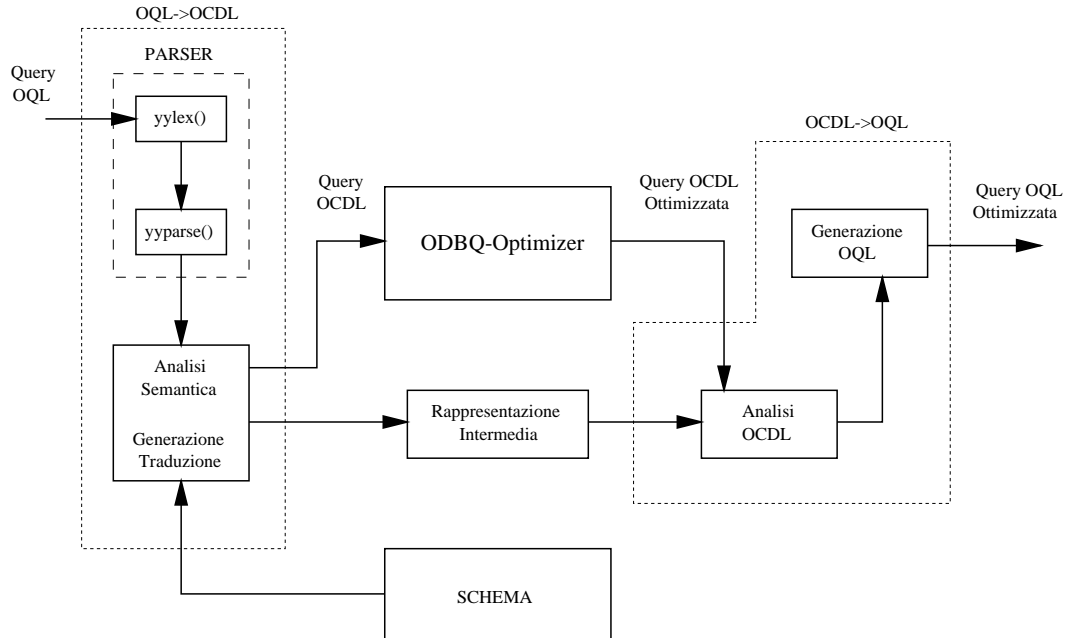 OQL->OCDL
PARSER
Query
OQL
yylex()
yyparse()
Analisi
Semantica
Generazione
Traduzione
Query
OCDL
ODBQ-Optimizer
Query OCDL
Ottimizzata
Rappresentazione
Intermedia
SCHEMA
OCDL->OQL
Generazione
OQL
Analisi
OCDL
Query OQL
Ottimizzata